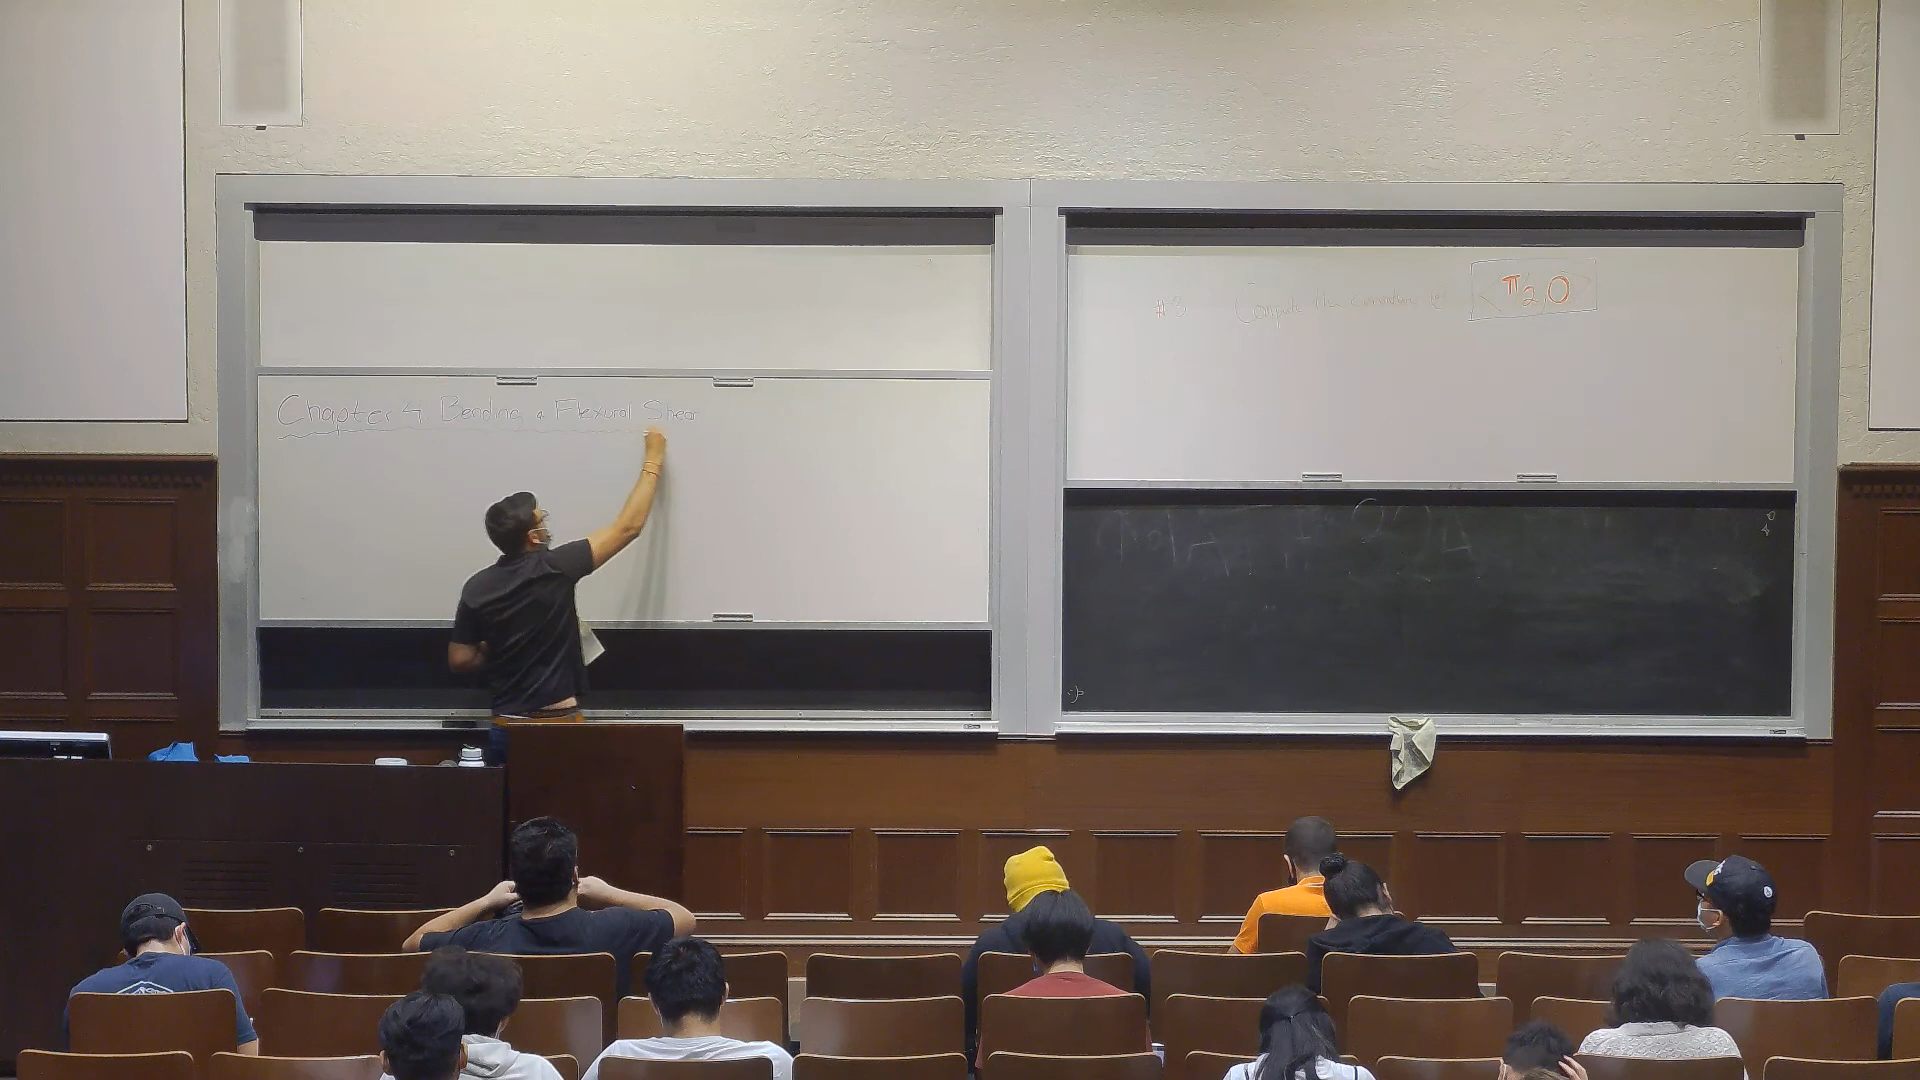 Chapter 4 Bending & Flexural Shear
#3 Compute the curvature @ <π/2,0>
:)